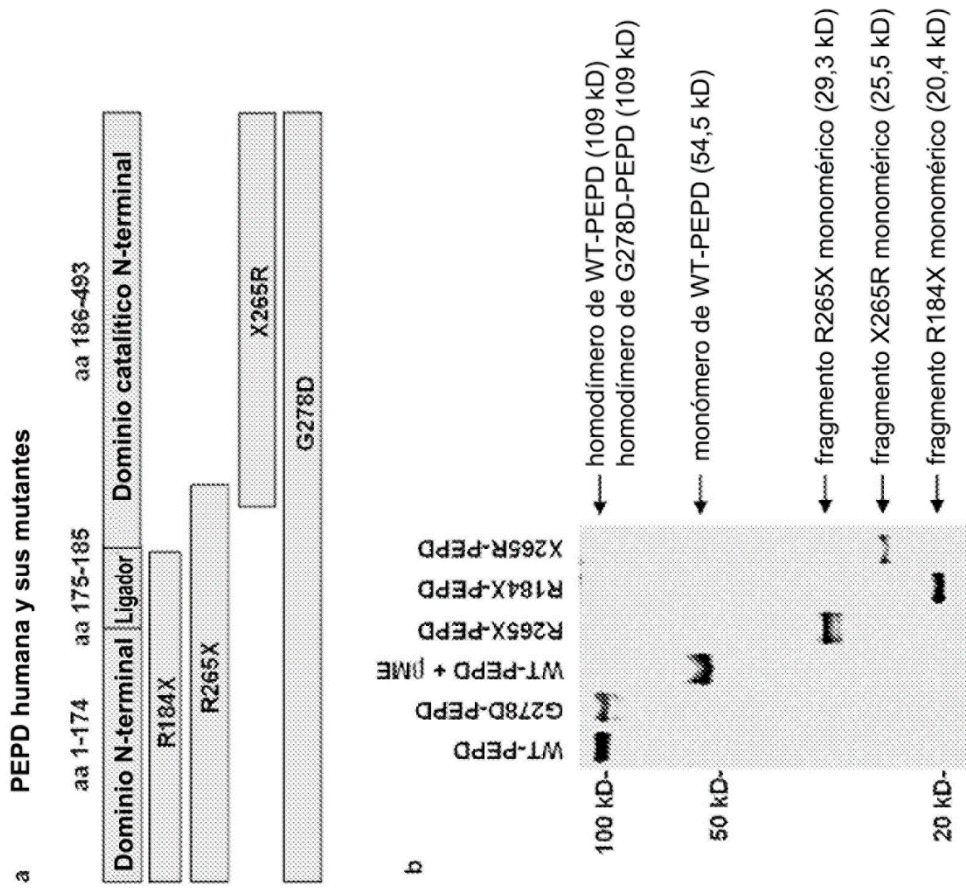 a PEPD humana y sus mutantes
aa 1-174 aa 175-185 aa 186-493
Dominio N-terminal Ligador Dominio catalítico N-terminal
R184X
R265X
X265R
G278D
b
WT-PEPD
G278D-PEPD
WT-PEPD + βME
R265X-PEPD
R184X-PEPD
X265R-PEPD
100 kD-
50 kD-
20 kD-
homodímero de WT-PEPD (109 kD)
homodímero de G278D-PEPD (109 kD)
monómero de WT-PEPD (54,5 kD)
fragmento R265X monomérico (29,3 kD)
fragmento X265R monomérico (25,5 kD)
fragmento R184X monomérico (20,4 kD)